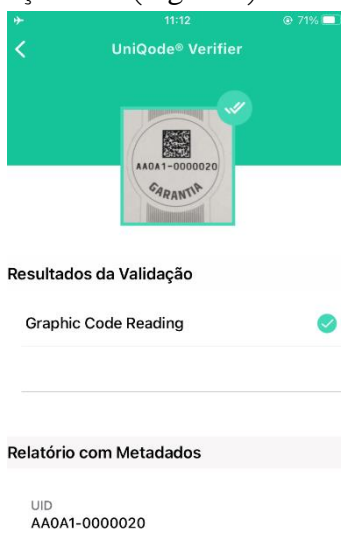 11:12
71%
UniQode® Verifier
AA0A1-0000020
GARANTIA
Resultados da Validação
Graphic Code Reading
Relatório com Metadados
UID
AA0A1-0000020